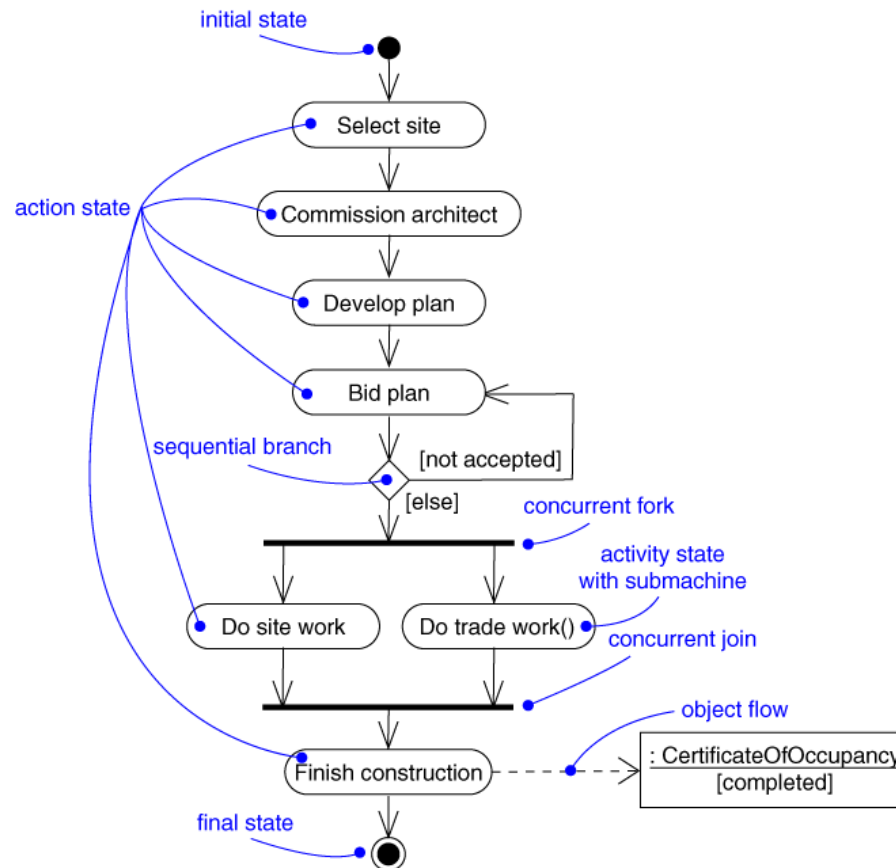 initial state
Select site
action state
Commission architect
Develop plan
Bid plan
sequential branch
[not accepted]
[else]
concurrent fork
activity state
with submachine
Do site work
Do trade work()
concurrent join
object flow
: CertificateOfOccupancy
[completed]
Finish construction
final state